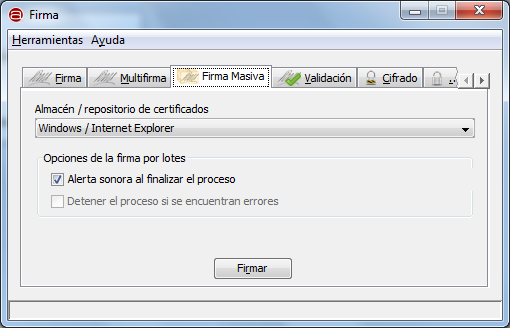 Firma
Herramientas Ayuda
Firma Multifirma Firma Masiva Validación Cifrado ...
Almacén / repositorio de certificados
Windows / Internet Explorer
Opciones de la firma por lotes
Alerta sonora al finalizar el proceso
Detener el proceso si se encuentran errores
Firmar